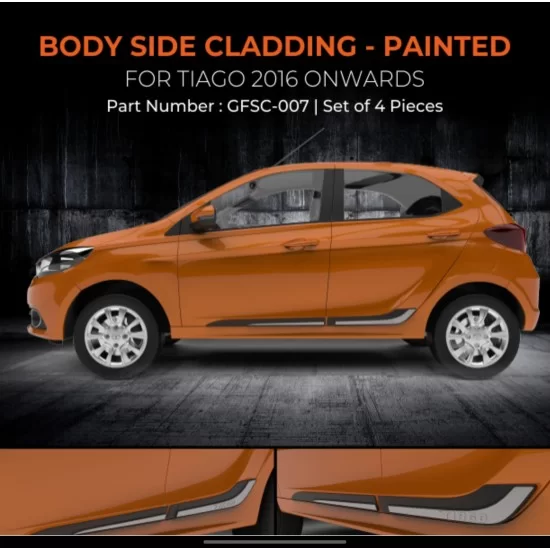 BODY SIDE CLADDING - PAINTED
FOR TIAGO 2016 ONWARDS
Part Number : GFSC-007 | Set of 4 Pieces